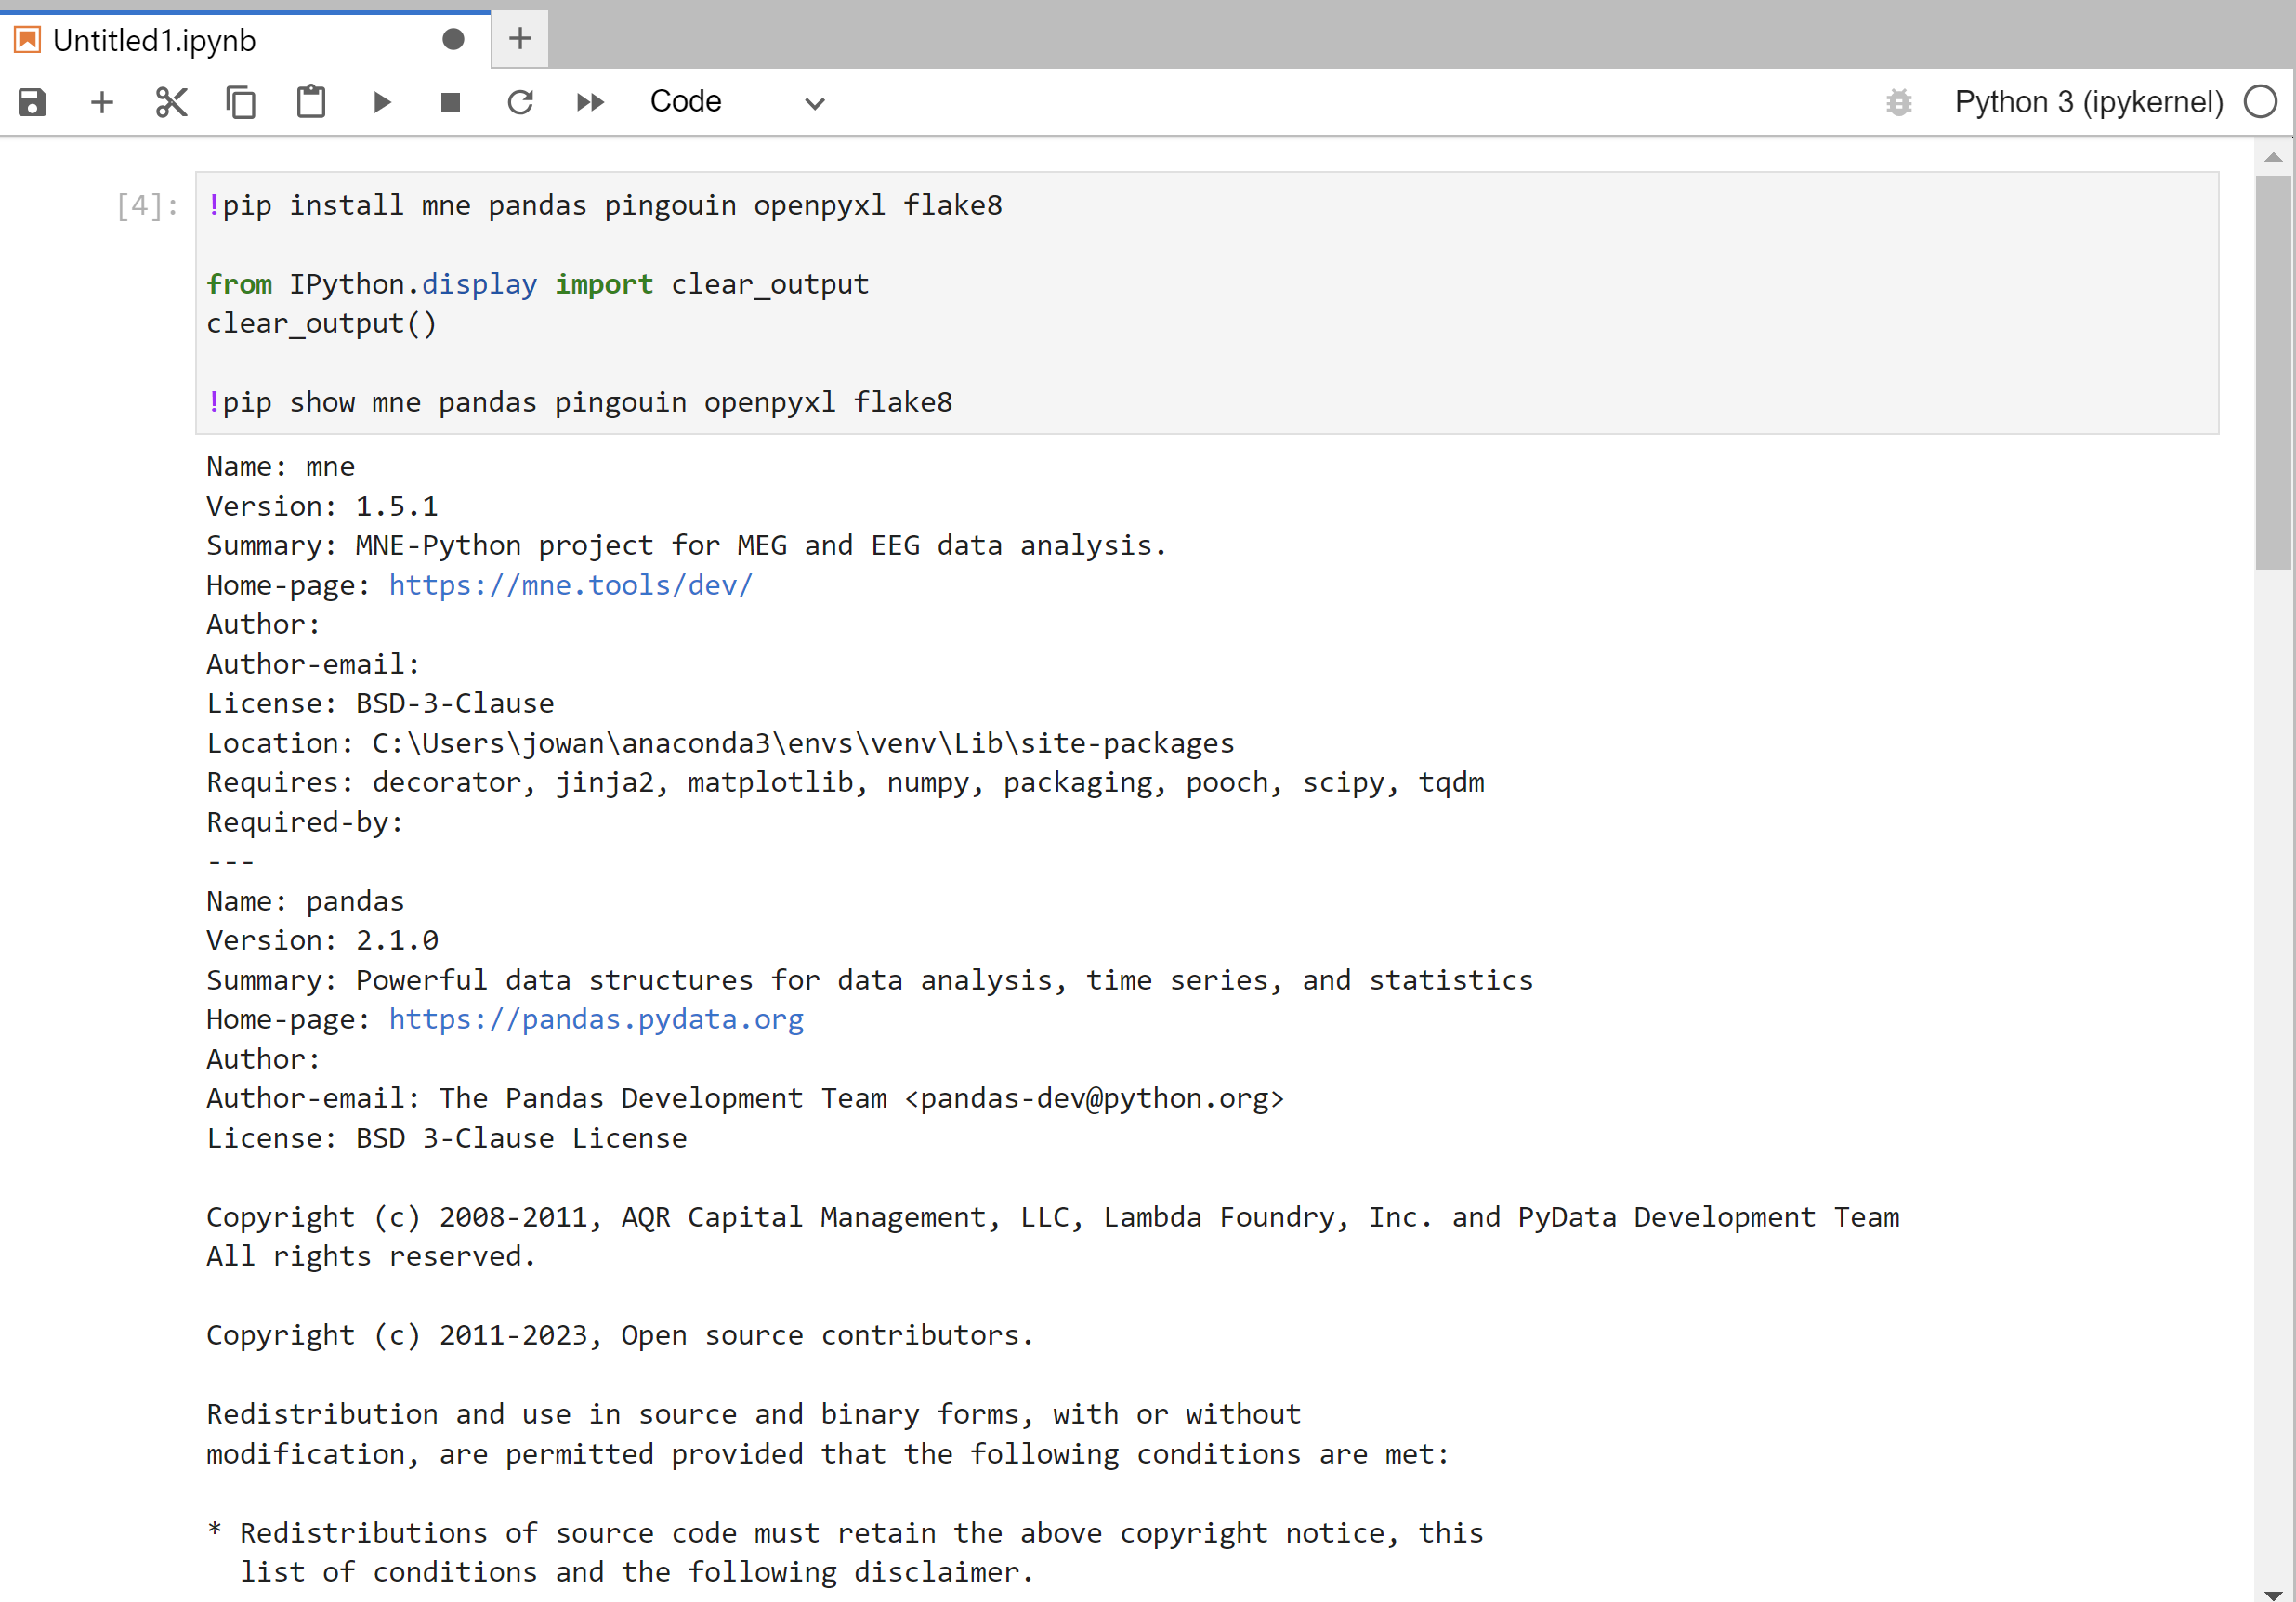 Untitled1.ipynb
Code
Python 3 (ipykernel)
[4]:
!pip install mne pandas pingouin openpyxl flake8
from IPython.display import clear_output
clear_output()
!pip show mne pandas pingouin openpyxl flake8
Name: mne
Version: 1.5.1
Summary: MNE-Python project for MEG and EEG data analysis.
Home-page: https://mne.tools/dev/
Author:
Author-email:
License: BSD-3-Clause
Location: C:\Users\jowan\anaconda3\envs\venv\Lib\site-packages
Requires: decorator, jinja2, matplotlib, numpy, packaging, pooch, scipy, tqdm
Required-by:
---
Name: pandas
Version: 2.1.0
Summary: Powerful data structures for data analysis, time series, and statistics
Home-page: https://pandas.pydata.org
Author:
Author-email: The Pandas Development Team <pandas-dev@python.org>
License: BSD 3-Clause License
Copyright (c) 2008-2011, AQR Capital Management, LLC, Lambda Foundry, Inc. and PyData Development Team
All rights reserved.
Copyright (c) 2011-2023, Open source contributors.
Redistribution and use in source and binary forms, with or without
modification, are permitted provided that the following conditions are met:
* Redistributions of source code must retain the above copyright notice, this
list of conditions and the following disclaimer.